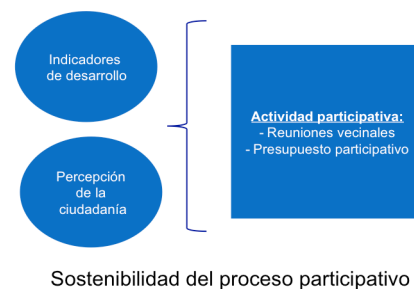 Indicadores
de desarrollo
Percepción
de la
ciudadanía
Actividad participativa:
- Reuniones vecinales
- Presupuesto participativo
Sostenibilidad del proceso participativo